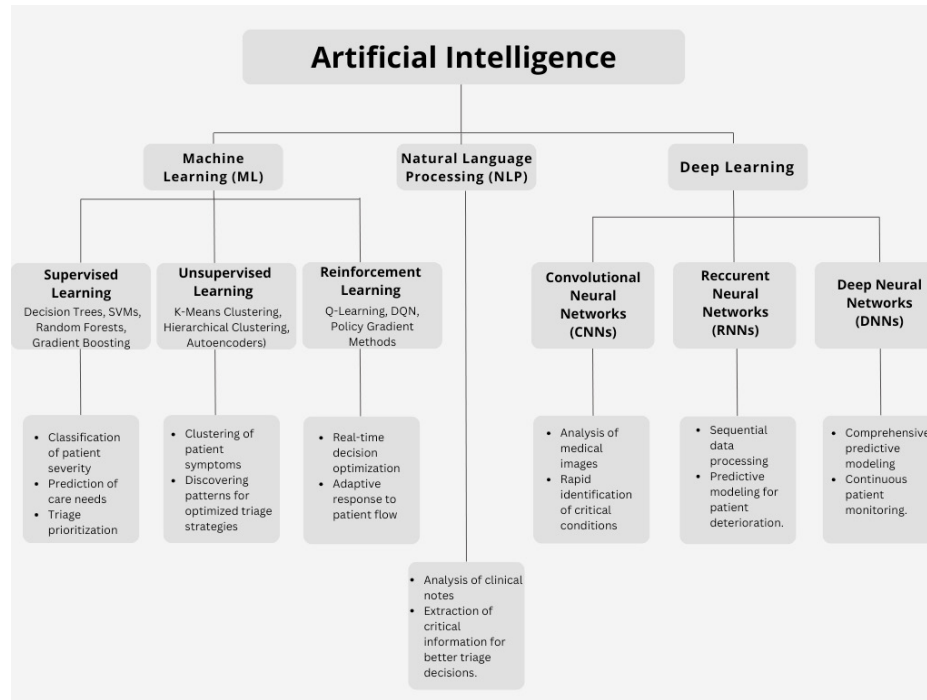 Artificial Intelligence
Machine
Learning (ML)
Natural Language
Processing (NLP)
Deep Learning
Supervised
Learning
Decision Trees, SVMs,
Random Forests,
Gradient Boosting
Unsupervised
Learning
K-Means Clustering,
Hierarchical Clustering,
Autoencoders)
Reinforcement
Learning
Q-Learning, DQN,
Policy Gradient
Methods
Convolutional
Neural
Networks
(CNNs)
Reccurent
Neural
Networks
(RNNs)
Deep Neural
Networks
(DNNs)
• Classification
of patient
severity
• Prediction of
care needs
• Triage
prioritization
• Clustering of
patient
symptoms
• Discovering
patterns for
optimized triage
strategies
• Real-time
decision
optimization
• Adaptive
response to
patient flow
• Analysis of
medical
images
• Rapid
identification
of critical
conditions
• Sequential
data
processing
• Predictive
modeling for
patient
deterioration.
• Comprehensive
predictive
modeling
• Continuous
patient
monitoring.
• Analysis of clinical
notes
• Extraction of
critical
information for
better triage
decisions.